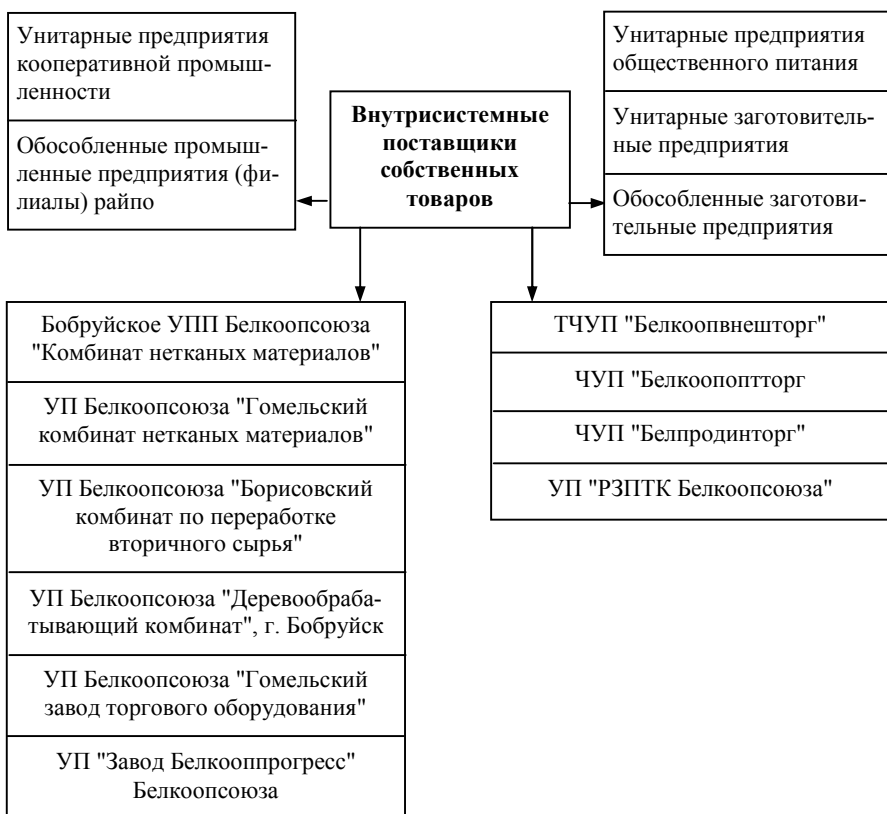 Унитарные предприятия
кооперативной промыш-
ленности
Обособленные промыш-
ленные предприятия (фи-
лиалы) райпо
Внутрисистемные
поставщики
собственных
товаров
Унитарные предприятия
общественного питания
Унитарные заготовитель-
ные предприятия
Обособленные заготови-
тельные предприятия
Бобруйское УПП Белкоопсоюза
"Комбинат нетканых материалов"
УП Белкоопсоюза "Гомельский
комбинат нетканых материалов"
УП Белкоопсоюза "Борисовский
комбинат по переработке
вторичного сырья"
УП Белкоопсоюза "Деревообраба-
тывающий комбинат", г. Бобруйск
УП Белкоопсоюза "Гомельский
завод торгового оборудования"
УП "Завод Белкооппрогресс"
Белкоопсоюза
ТЧУП "Белкоопвнешторг"
ЧУП "Белкоопоптторг
ЧУП "Белпродинторг"
УП "РЗПТК Белкоопсоюза"